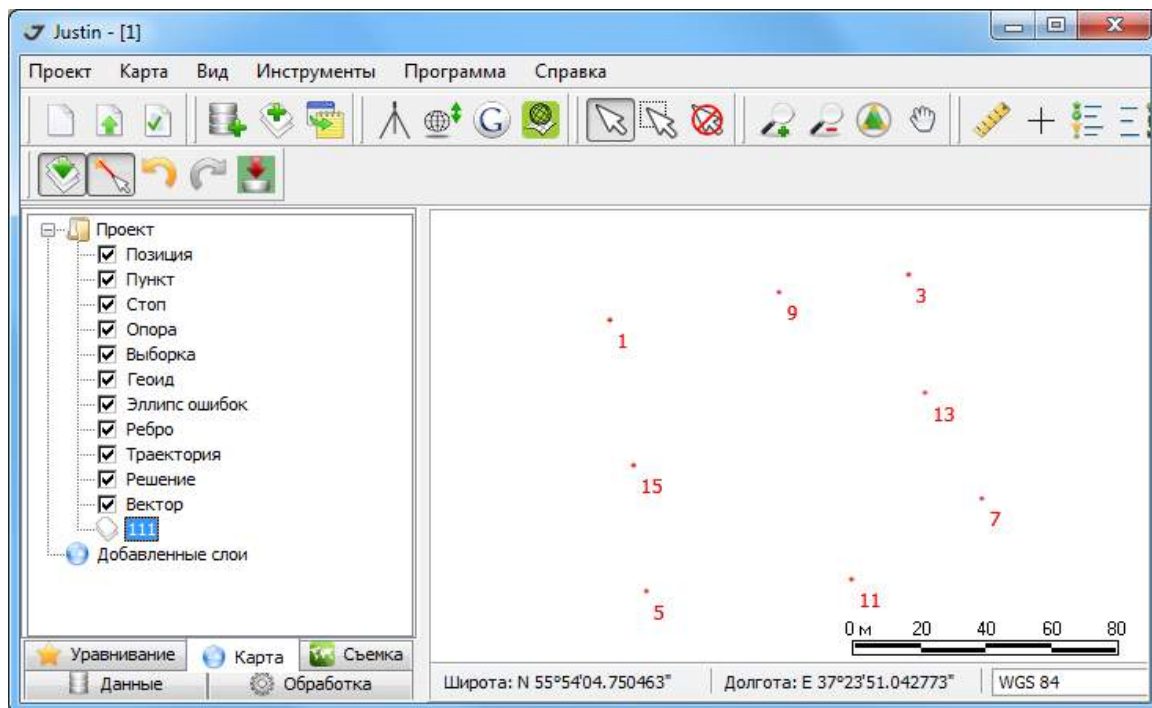 Justin - [1]
Проект Карта Вид Инструменты Программа Справка
Проект
Позиция
Пункт
Стоп
Опора
Выборка
Геоид
Эллипс ошибок
Ребро
Траектория
Решение
Вектор
111
Добавленные слои
Уравнивание Карта Съемка
Данные Обработка
3
9
1
13
15
7
11
5
0 м 20 40 60 80
Широта: N 55°54'04.750463" Долгота: E 37°23'51.042773" WGS 84